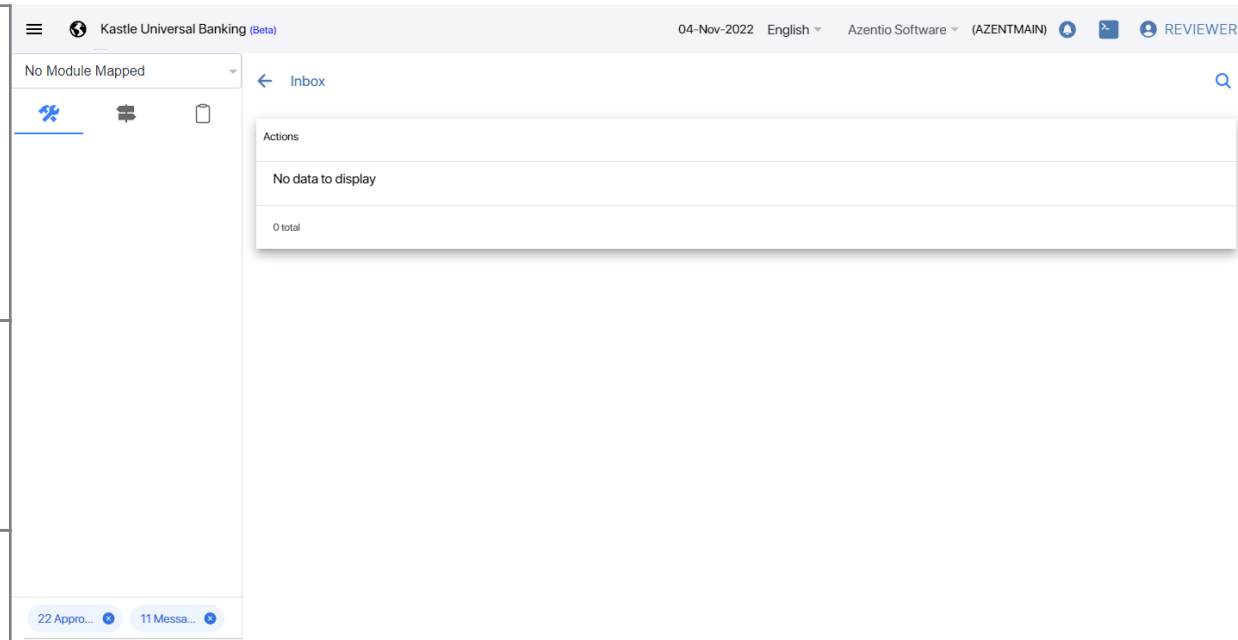 Kastle Universal Banking (Beta)
04-Nov-2022 English Azentio Software (AZENTMAIN) REVIEWER
No Module Mapped
Inbox
Actions
No data to display
0 total
22 Appro... 11 Messa...